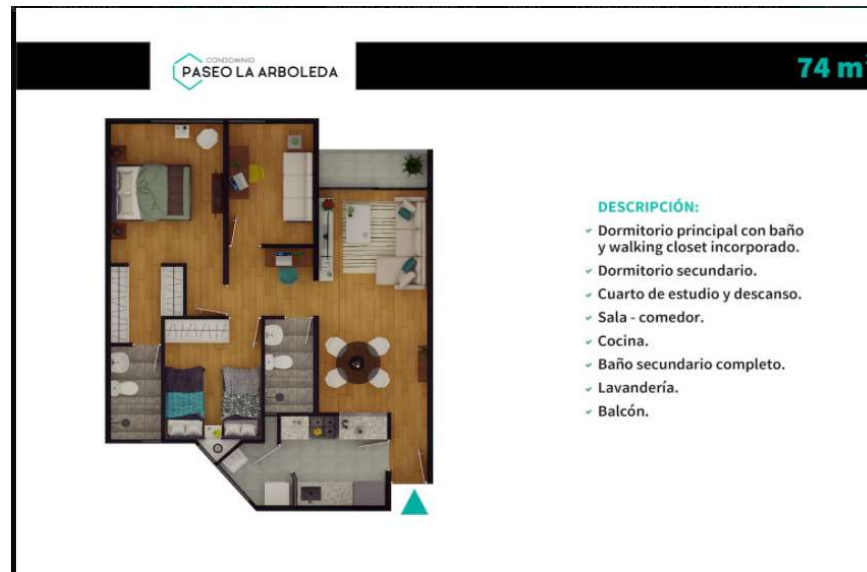 CONDOMINIO
PASEO LA ARBOLEDA
74 m²
DESCRIPCIÓN:
Dormitorio principal con baño
y walking closet incorporado.
Dormitorio secundario.
Cuarto de estudio y descanso.
Sala - comedor.
Cocina.
Baño secundario completo.
Lavandería.
Balcón.